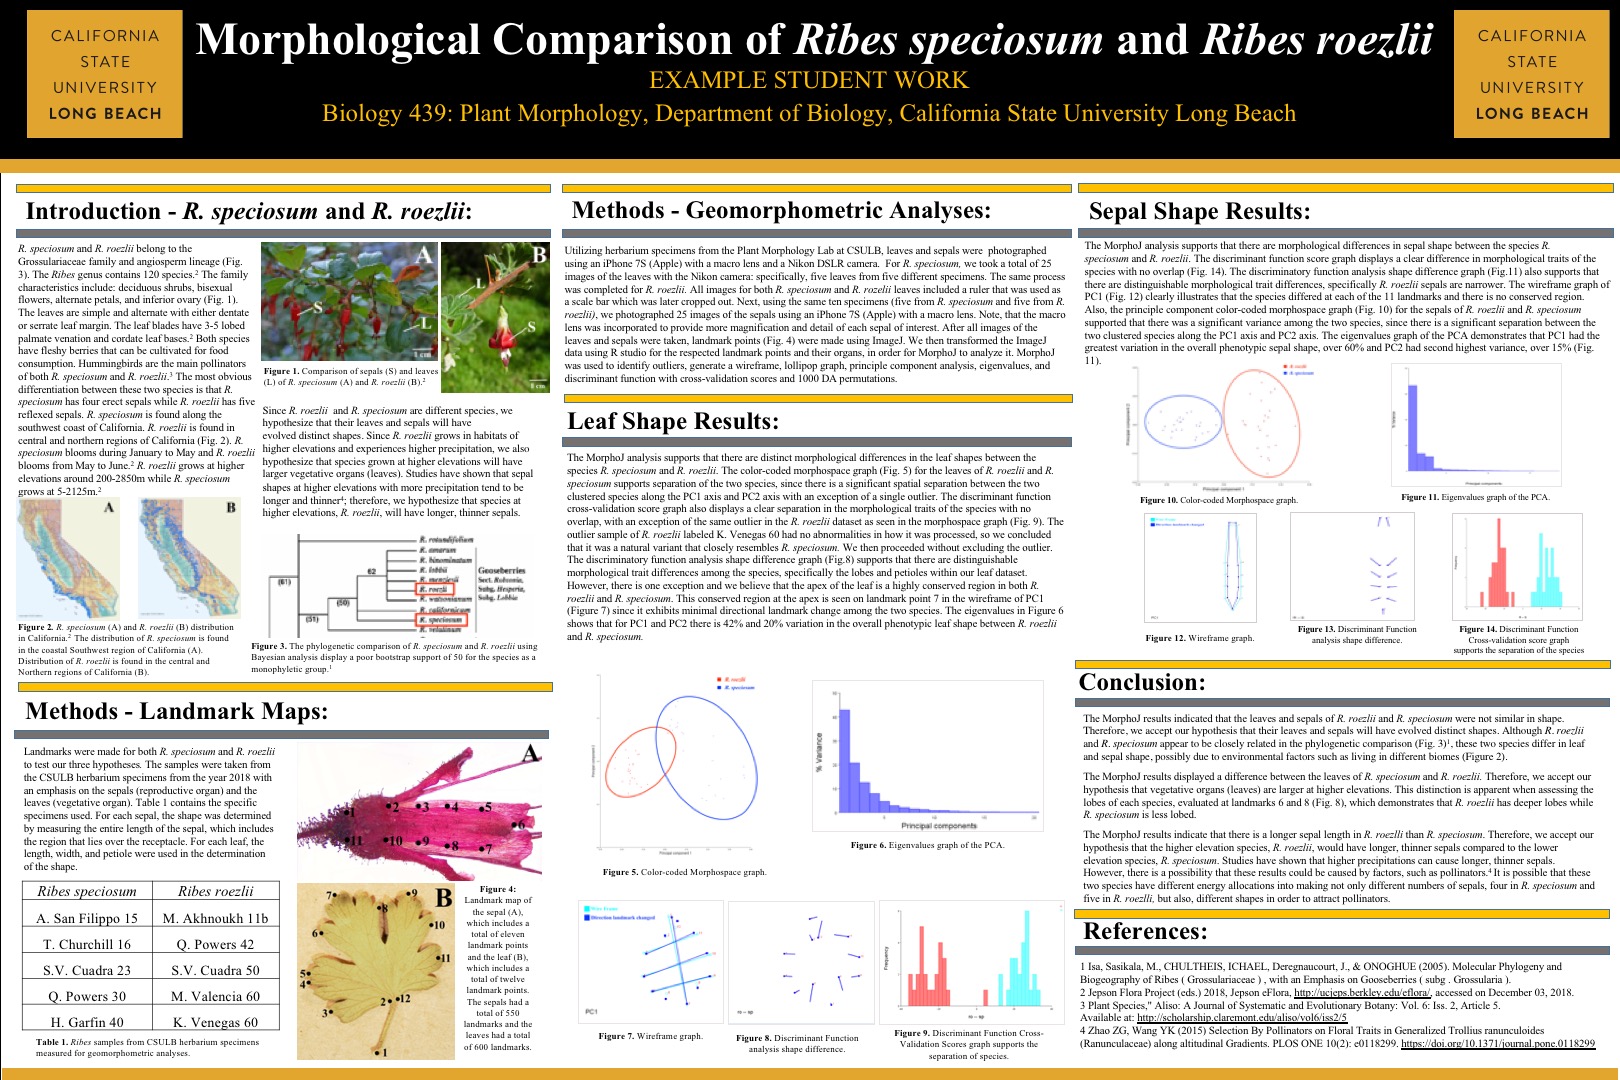 CALIFORNIA
STATE
UNIVERSITY
LONG BEACH
Morphological Comparison of Ribes speciosum and Ribes roezlii
EXAMPLE STUDENT WORK
Biology 439: Plant Morphology, Department of Biology, California State University Long Beach
CALIFORNIA
STATE
UNIVERSITY
LONG BEACH
Introduction - R. speciosum and R. roezlii:
R. speciosum and R. roezlii belong to the
Grossulariaceae family and angiosperm lineage (Fig.
3). The Ribes genus contains 120 species.² The family
characteristics include: deciduous shrubs, bisexual
flowers, alternate petals, and inferior ovary (Fig. 1).
The leaves are simple and alternate with either dentate
or serrate leaf margin. The leaf blades have 3-5 lobed
palmate venation and cordate leaf bases.² Both species
have fleshy berries that can be cultivated for food
consumption. Hummingbirds are the main pollinators
of both R. speciosum and R. roezlii.³ The most obvious
differentiation between these two species is that R.
speciosum has four erect sepals while R. roezlii has five
reflexed sepals. R. speciosum is found along the
southwest coast of California. R. roezlii is found in
central and northern regions of California (Fig. 2). R.
speciosum blooms during January to May and R. roezlii
blooms from May to June.² R. roezlii grows at higher
elevations around 200-2850m while R. speciosum
grows at 5-2125m.²
A
S
L
1 cm
B
L
S
1 cm
Figure 1. Comparison of sepals (S) and leaves
(L) of R. speciosum (A) and R. roezlii (B).²
Since R. roezlii and R. speciosum are different species, we
hypothesize that their leaves and sepals will have
evolved distinct shapes. Since R. roezlii grows in habitats of
higher elevations and experiences higher precipitation, we also
hypothesize that species grown at higher elevations will have
larger vegetative organs (leaves). Studies have shown that sepal
shapes at higher elevations with more precipitation tend to be
longer and thinner⁴; therefore, we hypothesize that species at
higher elevations, R. roezlii, will have longer, thinner sepals.
A
B
Figure 2. R. speciosum (A) and R. roezlii (B) distribution
in California.² The distribution of R. speciosum is found
in the coastal Southwest region of California (A).
Distribution of R. roezlii is found in the central and
Northern regions of California (B).
R. rotundifolium
R. amarum
R. binominatum
R. lobbii
R. menziesii
R. roezli
R. watsonianum
R. californicum
R. speciosum
R. velutinum
62
(61)
(50)
(51)
Gooseberries
Sect. Robsonia,
Subg. Hesperia,
Subg. Lobbia
Figure 3. The phylogenetic comparison of R. speciosum and R. roezlii using
Bayesian analysis display a poor bootstrap support of 50 for the species as a
monophyletic group.¹
Methods - Landmark Maps:
Landmarks were made for both R. speciosum and R. roezlii
to test our three hypotheses. The samples were taken from
the CSULB herbarium specimens from the year 2018 with
an emphasis on the sepals (reproductive organ) and the
leaves (vegetative organ). Table 1 contains the specific
specimens used. For each sepal, the shape was determined
by measuring the entire length of the sepal, which includes
the region that lies over the receptacle. For each leaf, the
length, width, and petiole were used in the determination
of the shape.
Ribes speciosum Ribes roezlii
A. San Filippo 15 M. Akhnoukh 11b
T. Churchill 16 Q. Powers 42
S.V. Cuadra 23 S.V. Cuadra 50
Q. Powers 30 M. Valencia 60
H. Garfin 40 K. Venegas 60
Table 1. Ribes samples from CSULB herbarium specimens
measured for geomorphometric analyses.
A
1 2 3 4 5 6
11 10 9 8 7
B
7 9
8
10
6
11
5
4
2 12
3
1
Figure 4:
Landmark map of
the sepal (A),
which includes a
total of eleven
landmark points
and the leaf (B),
which includes a
total of twelve
landmark points.
The sepals had a
total of 550
landmarks and the
leaves had a total
of 600 landmarks.
Methods - Geomorphometric Analyses:
Utilizing herbarium specimens from the Plant Morphology Lab at CSULB, leaves and sepals were photographed
using an iPhone 7S (Apple) with a macro lens and a Nikon DSLR camera. For R. speciosum, we took a total of 25
images of the leaves with the Nikon camera: specifically, five leaves from five different specimens. The same process
was completed for R. roezlii. All images for both R. speciosum and R. rozelii leaves included a ruler that was used as
a scale bar which was later cropped out. Next, using the same ten specimens (five from R. speciosum and five from R.
roezlii), we photographed 25 images of the sepals using an iPhone 7S (Apple) with a macro lens. Note, that the macro
lens was incorporated to provide more magnification and detail of each sepal of interest. After all images of the
leaves and sepals were taken, landmark points (Fig. 4) were made using ImageJ. We then transformed the ImageJ
data using R studio for the respected landmark points and their organs, in order for MorphoJ to analyze it. MorphoJ
was used to identify outliers, generate a wireframe, lollipop graph, principle component analysis, eigenvalues, and
discriminant function with cross-validation scores and 1000 DA permutations.
Leaf Shape Results:
The MorphoJ analysis supports that there are distinct morphological differences in the leaf shapes between the
species R. speciosum and R. roezlii. The color-coded morphospace graph (Fig. 5) for the leaves of R. roezlii and R.
speciosum supports separation of the two species, since there is a significant spatial separation between the two
clustered species along the PC1 axis and PC2 axis with an exception of a single outlier. The discriminant function
cross-validation score graph also displays a clear separation in the morphological traits of the species with no
overlap, with an exception of the same outlier in the R. roezlii dataset as seen in the morphospace graph (Fig. 9). The
outlier sample of R. roezlii labeled K. Venegas 60 had no abnormalities in how it was processed, so we concluded
that it was a natural variant that closely resembles R. speciosum. We then proceeded without excluding the outlier.
The discriminatory function analysis shape difference graph (Fig.8) supports that there are distinguishable
morphological trait differences among the species, specifically the lobes and petioles within our leaf dataset.
However, there is one exception and we believe that the apex of the leaf is a highly conserved region in both R.
roezlii and R. speciosum. This conserved region at the apex is seen on landmark point 7 in the wireframe of PC1
(Figure 7) since it exhibits minimal directional landmark change among the two species. The eigenvalues in Figure 6
shows that for PC1 and PC2 there is 42% and 20% variation in the overall phenotypic leaf shape between R. roezlii
and R. speciosum.
R. roezlii
R. speciosum
Figure 5. Color-coded Morphospace graph.
% Variance
Principal components
Figure 6. Eigenvalues graph of the PCA.
Direction landmark changed
PC1
Figure 7. Wireframe graph.
Figure 8. Discriminant Function
analysis shape difference.
Frequency
Figure 9. Discriminant Function Cross-
Validation Scores graph supports the
separation of species.
Sepal Shape Results:
The MorphoJ analysis supports that there are morphological differences in sepal shape between the species R.
speciosum and R. roezlii. The discriminant function score graph displays a clear difference in morphological traits of the
species with no overlap (Fig. 14). The discriminatory function analysis shape difference graph (Fig.11) also supports that
there are distinguishable morphological trait differences, specifically R. roezlii sepals are narrower. The wireframe graph of
PC1 (Fig. 12) clearly illustrates that the species differed at each of the 11 landmarks and there is no conserved region.
Also, the principle component color-coded morphospace graph (Fig. 10) for the sepals of R. roezlii and R. speciosum
supported that there was a significant variance among the two species, since there is a significant separation between the
two clustered species along the PC1 axis and PC2 axis. The eigenvalues graph of the PCA demonstrates that PC1 had the
greatest variation in the overall phenotypic sepal shape, over 60% and PC2 had second highest variance, over 15% (Fig.
11).
R. roezlii
R. speciosum
Figure 10. Color-coded Morphospace graph.
Figure 11. Eigenvalues graph of the PCA.
Figure 12. Wireframe graph.
Figure 13. Discriminant Function
analysis shape difference.
Figure 14. Discriminant Function
Cross-validation score graph
supports the separation of the species
Conclusion:
The MorphoJ results indicated that the leaves and sepals of R. roezlii and R. speciosum were not similar in shape.
Therefore, we accept our hypothesis that their leaves and sepals will have evolved distinct shapes. Although R. roezlii
and R. speciosum appear to be closely related in the phylogenetic comparison (Fig. 3)¹, these two species differ in leaf
and sepal shape, possibly due to environmental factors such as living in different biomes (Figure 2).
The MorphoJ results displayed a difference between the leaves of R. speciosum and R. roezlii. Therefore, we accept our
hypothesis that vegetative organs (leaves) are larger at higher elevations. This distinction is apparent when assessing the
lobes of each species, evaluated at landmarks 6 and 8 (Fig. 8), which demonstrates that R. roezlii has deeper lobes while
R. speciosum is less lobed.
The MorphoJ results indicate that there is a longer sepal length in R. roezlli than R. speciosum. Therefore, we accept our
hypothesis that the higher elevation species, R. roezlii, would have longer, thinner sepals compared to the lower
elevation species, R. speciosum. Studies have shown that higher precipitations can cause longer, thinner sepals.
However, there is a possibility that these results could be caused by factors, such as pollinators.⁴ It is possible that these
two species have different energy allocations into making not only different numbers of sepals, four in R. speciosum and
five in R. roezlli, but also, different shapes in order to attract pollinators.
References:
1 Isa, Sasikala, M., CHULTHEIS, ICHAEL, Deregnaucourt, J., & ONOGHUE (2005). Molecular Phylogeny and
Biogeography of Ribes ( Grossulariaceae ) , with an Emphasis on Gooseberries ( subg . Grossularia ).
2 Jepson Flora Project (eds.) 2018, Jepson eFlora, http://ucjeps.berkley.edu/eflora/, accessed on December 03, 2018.
3 Plant Species," Aliso: A Journal of Systematic and Evolutionary Botany: Vol. 6: Iss. 2, Article 5.
Available at: http://scholarship.claremont.edu/aliso/vol6/iss2/5
4 Zhao ZG, Wang YK (2015) Selection By Pollinators on Floral Traits in Generalized Trollius ranunculoides
(Ranunculaceae) along altitudinal Gradients. PLOS ONE 10(2): e0118299. https://doi.org/10.1371/journal.pone.0118299